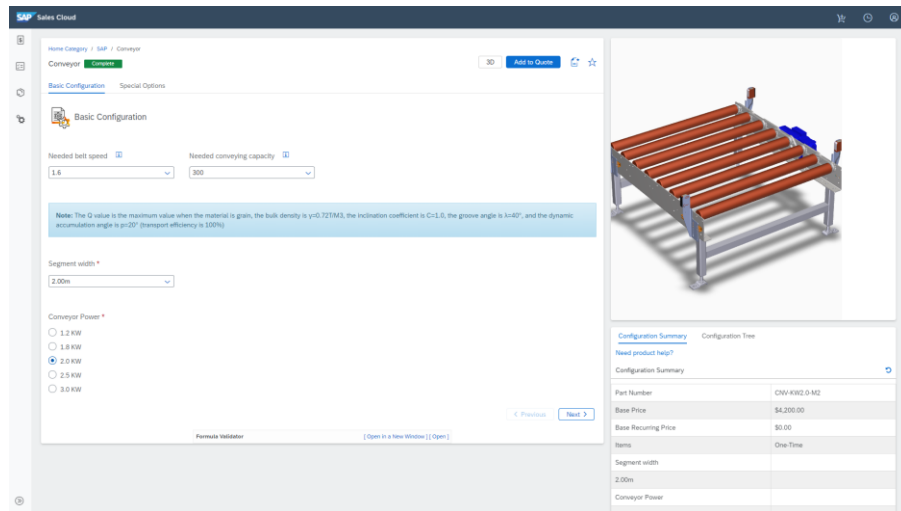 SAP Sales Cloud
Home Category / SAP / Conveyor
Conveyor Complete
3D Add to Quote
Basic Configuration Special Options
Basic Configuration
Needed belt speed Needed conveying capacity
1.6 300
Note: The Q value is the maximum value when the material is grain, the bulk density is γ=0.72T/M3, the inclination coefficient is C=1.0, the groove angle is λ=40°, and the dynamic
accumulation angle is ρ=20° (transport efficiency is 100%)
Segment width *
2.00m
Conveyor Power *
1.2 KW
1.8 KW
2.0 KW
2.5 KW
3.0 KW
< Previous Next >
Formula Validator [ Open in a New Window ] [ Open ]
Configuration Summary Configuration Tree
Need product help?
Configuration Summary
Part Number CNV-KW2.0-M2
Base Price $4,200.00
Base Recurring Price $0.00
Items One-Time
Segment width
2.00m
Conveyor Power